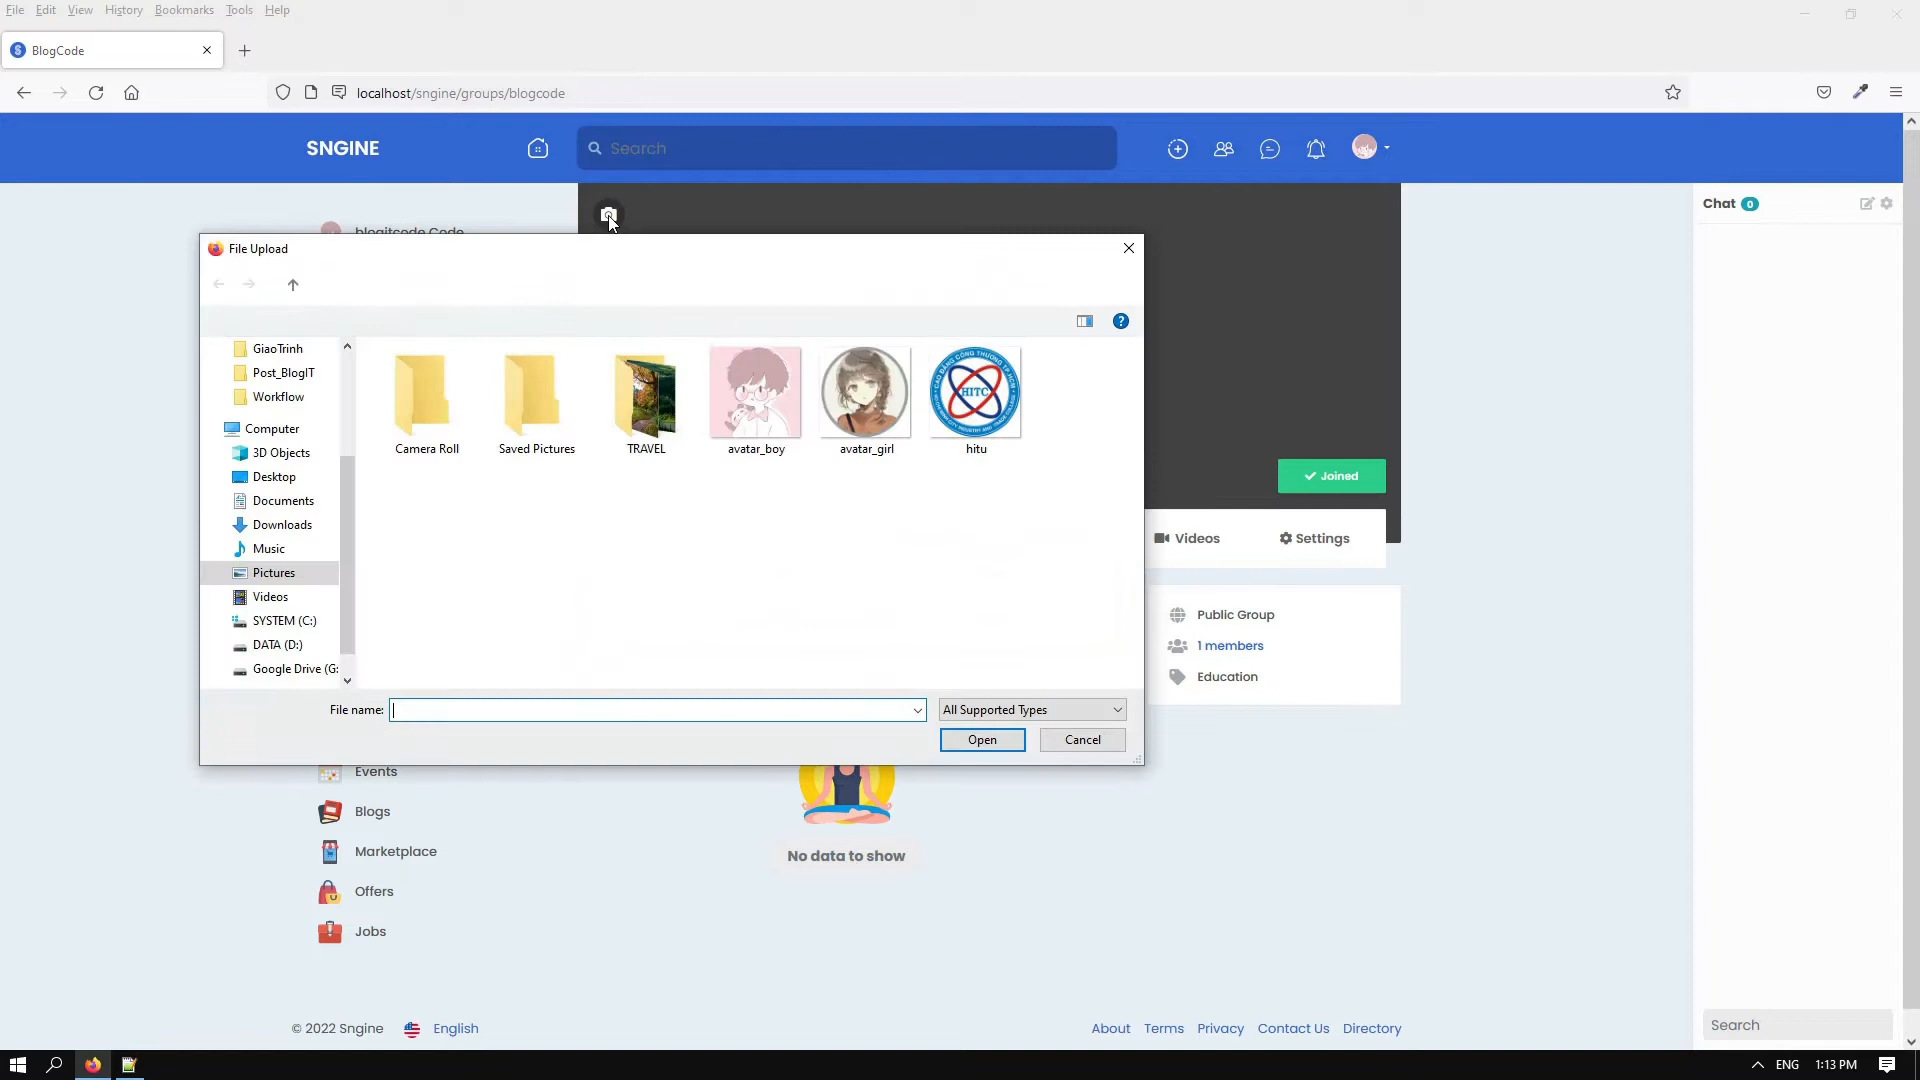 File Edit View History Bookmarks Tools Help
BlogCode
localhost/sngine/groups/blogcode
SNGINE
Search
Chat 0
blogitcode Code
File Upload
GiaoTrinh
Post_BlogIT
Workflow
Computer
3D Objects
Desktop
Documents
Downloads
Music
Pictures
Videos
SYSTEM (C:)
DATA (D:)
Google Drive (G:
Camera Roll
Saved Pictures
TRAVEL
avatar_boy
avatar_girl
HITC
hitu
File name:
All Supported Types
Open
Cancel
Joined
Videos
Settings
Public Group
1 members
Education
Events
Blogs
Marketplace
Offers
Jobs
No data to show
© 2022 Sngine
English
About Terms Privacy Contact Us Directory
Search
ENG 1:13 PM